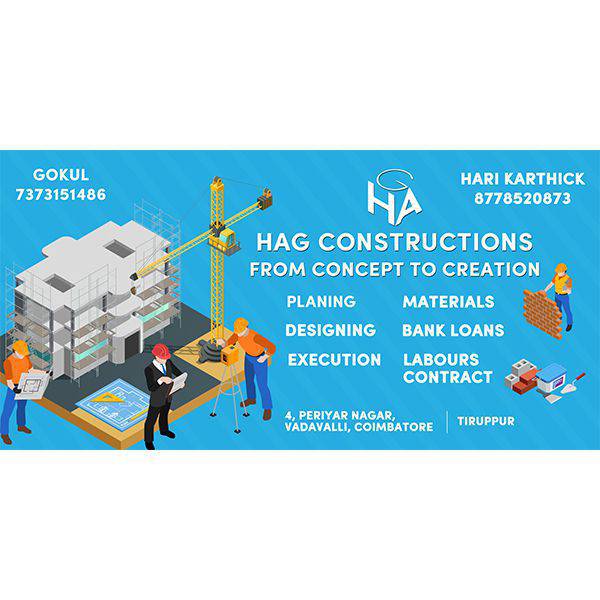 GOKUL
7373151486
HAG
HARI KARTHICK
8778520873
HAG CONSTRUCTIONS
FROM CONCEPT TO CREATION
PLANING
DESIGNING
EXECUTION
MATERIALS
BANK LOANS
LABOURS
CONTRACT
4, PERIYAR NAGAR,
VADAVALLI, COIMBATORE
TIRUPPUR